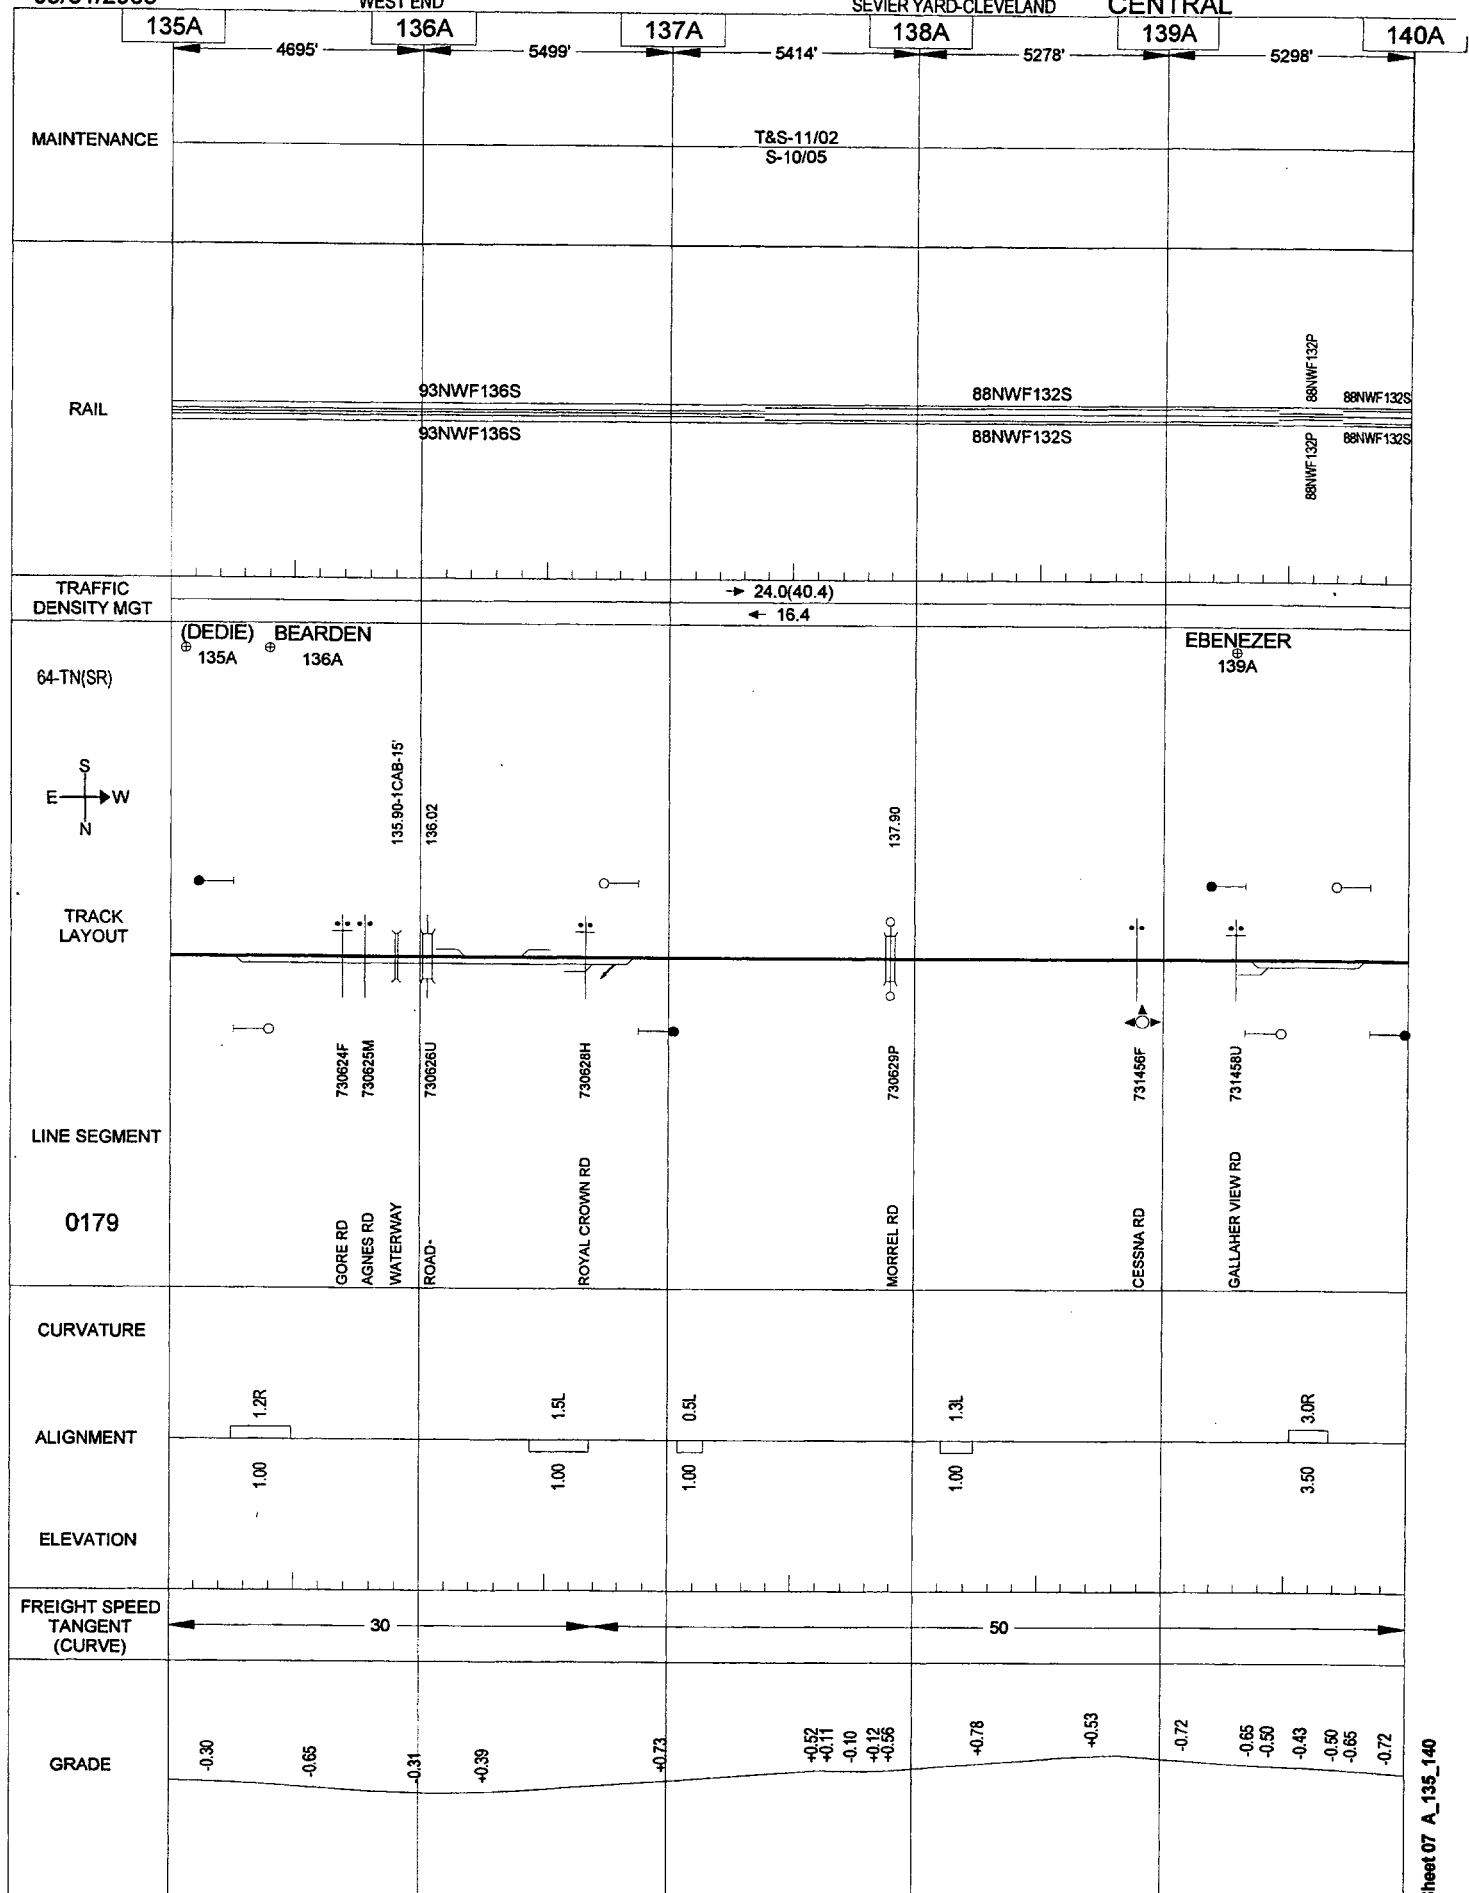 WEST END
SEVIER YARD-CLEVELAND
CENTRAL
135A
136A
137A
138A
139A
140A
4695'
5499'
5414'
5278'
5298'
MAINTENANCE
T&S-11/02
S-10/05
RAIL
93NWF136S
93NWF136S
88NWF132S
88NWF132S
88NWF132P
88NWF132P
88NWF132S
88NWF132S
TRAFFIC
DENSITY MGT
24.0(40.4)
16.4
(DEDIE)
135A
BEARDEN
136A
EBENEZER
139A
64-TN(SR)
S
E W
N
135.90-1CAB-15'
136.02
137.90
TRACK
LAYOUT
730624F
730625M
730626U
730628H
730629P
731456F
731458U
LINE SEGMENT
0179
GORE RD
AGNES RD
WATERWAY
ROAD-
ROYAL CROWN RD
MORREL RD
CESSNA RD
GALLAHER VIEW RD
CURVATURE
1.2R
1.5L
0.5L
1.3L
3.0R
ALIGNMENT
1.00
1.00
1.00
1.00
3.50
ELEVATION
FREIGHT SPEED
TANGENT
(CURVE)
30
50
GRADE
-0.30
-0.65
-0.31
+0.39
+0.73
+0.52
+0.11
-0.10
+0.12
+0.56
+0.78
+0.53
-0.72
-0.65
-0.50
-0.43
-0.50
-0.65
-0.72
heet 07 A_135_140